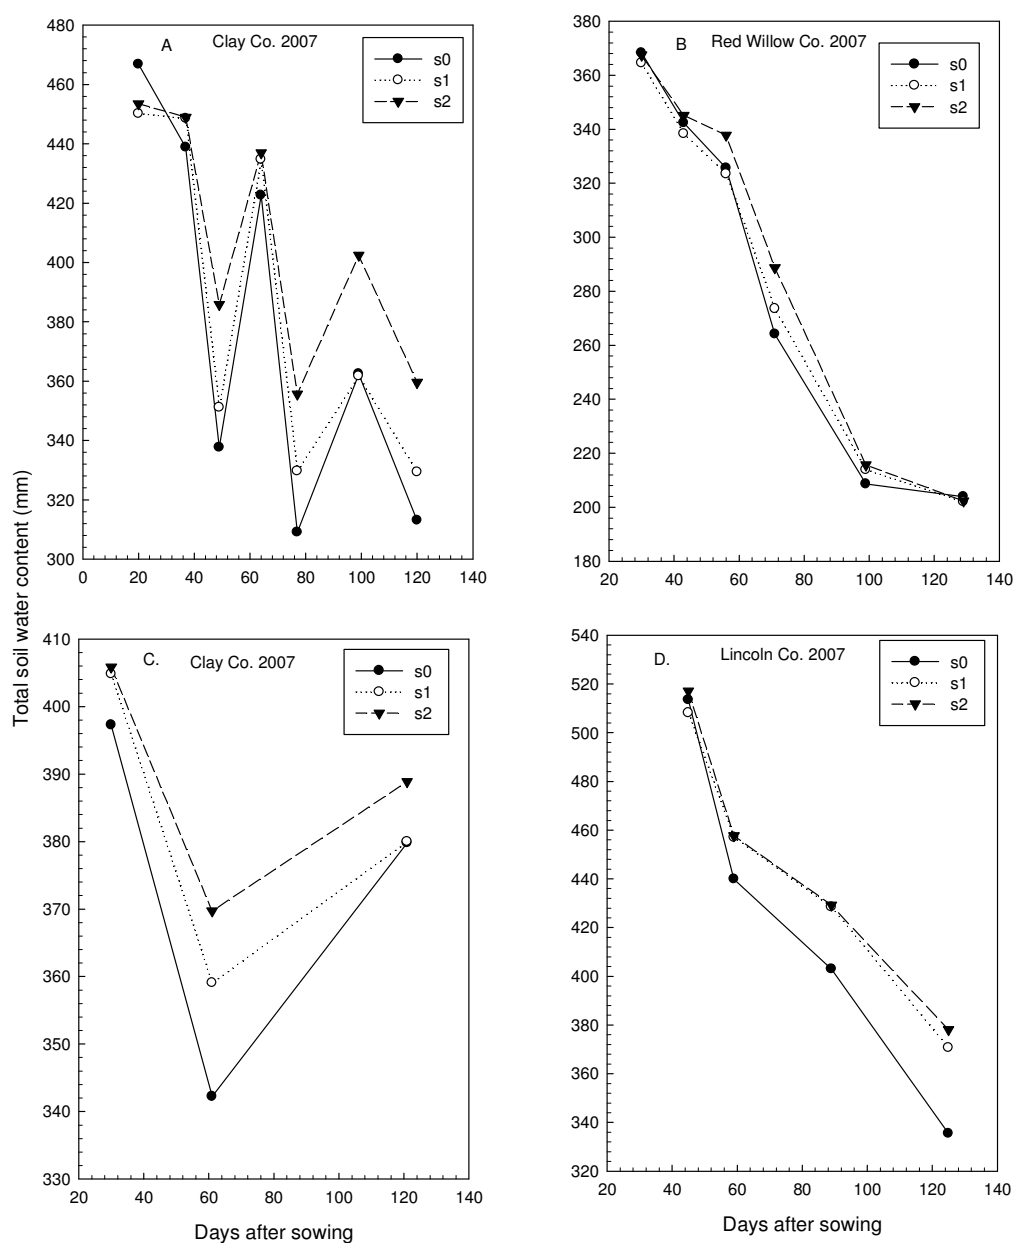 A
Clay Co. 2007
s0
s1
s2
480
460
440
420
400
380
360
340
320
300
0 20 40 60 80 100 120 140
B
Red Willow Co. 2007
s0
s1
s2
380
360
340
320
300
280
260
240
220
200
180
20 40 60 80 100 120 140
Total soil water content (mm)
C.
Clay Co. 2007
s0
s1
s2
410
400
390
380
370
360
350
340
330
20 40 60 80 100 120 140
Days after sowing
D.
Lincoln Co. 2007
s0
s1
s2
540
520
500
480
460
440
420
400
380
360
340
320
20 40 60 80 100 120 140
Days after sowing